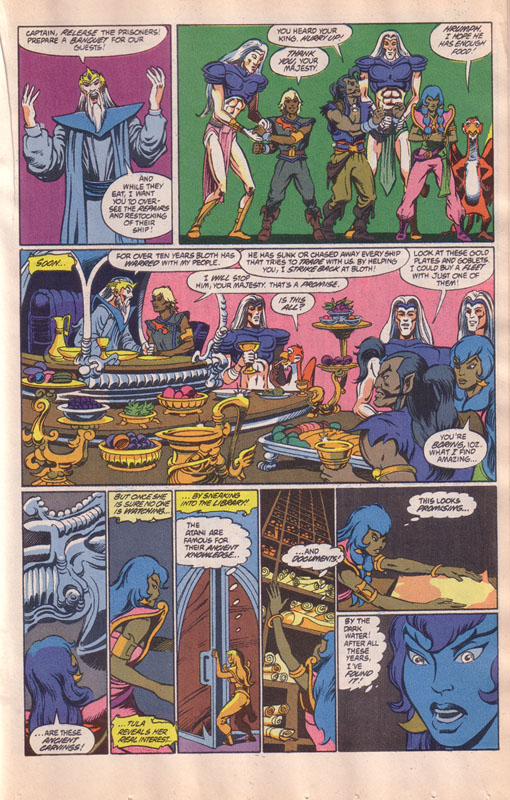 CAPTAIN, RELEASE THE PRISONERS!
PREPARE A BANQUET FOR OUR
GUESTS!
AND
WHILE THEY
EAT, I WANT
YOU TO OVER-
SEE THE REPAIRS
AND RESTOCKING
OF THEIR
SHIP!
YOU HEARD YOUR
KING. HURRY UP!
THANK
YOU, YOUR
MAJESTY.
HRUMPH.
I HOPE HE
HAS ENOUGH
FOOD!
SOON...
FOR OVER TEN YEARS BLOTH HAS
WARRED WITH MY PEOPLE.
HE HAS SUNK OR CHASED AWAY EVERY SHIP
THAT TRIES TO TRADE WITH US. BY HELPING
YOU, I STRIKE BACK AT BLOTH!
I WILL STOP
HIM, YOUR MAJESTY. THAT'S A PROMISE.
IS THIS
ALL?
LOOK AT THESE GOLD
PLATES AND GOBLETS.
I COULD BUY A FLEET
WITH JUST ONE OF
THEM!
YOU'RE
BORING, IOZ.
WHAT I FIND
AMAZING...
...ARE THESE
ANCIENT
CARVINGS!
BUT ONCE SHE
IS SURE NO ONE
IS WATCHING...
...TULA
REVEALS HER
REAL INTEREST.
...BY SNEAKING
INTO THE LIBRARY!
THE
ATANI ARE
FAMOUS FOR
THEIR ANCIENT
KNOWLEDGE...
...AND
DOCUMENTS!
THIS LOOKS
PROMISING...
BY THE
DARK
WATER!
AFTER ALL
THESE
YEARS,
I'VE
FOUND
IT!